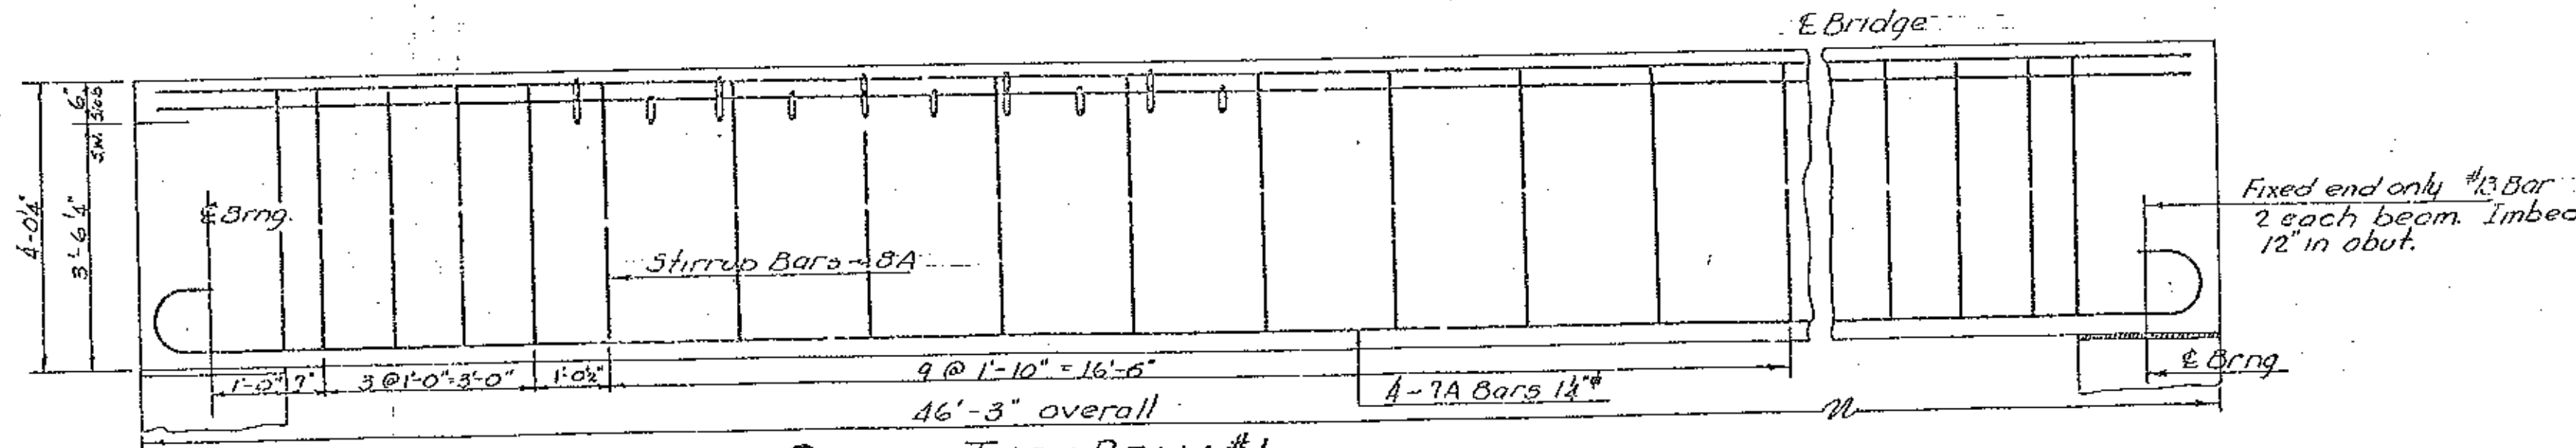 ℄ Bridge
6"
Slab
S.W.
4'-0¼"
3'-6¼"
℄ Brng.
Stirrup Bars - 8A
Fixed end only #13 Bar
2 each beam. Imbed
12" in abut.
1'-0"
7"
3 @ 1'-0" = 3'-0"
1'-0½"
9 @ 1'-10" = 16'-6"
4 - 7A Bars 1¼"ϕ
℄ Brng
46'-3" overall